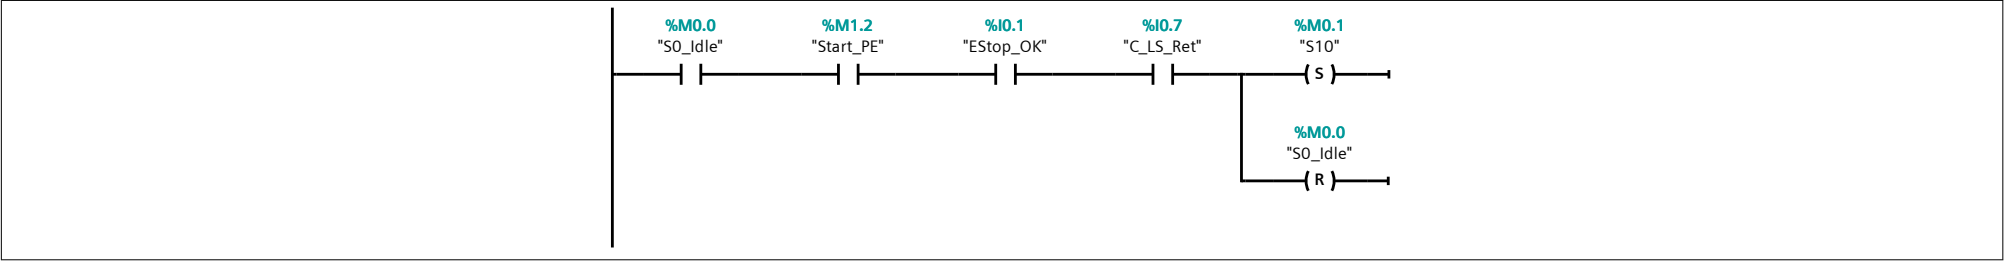 %M0.0 %M1.2 %I0.1 %I0.7 %M0.1
"S0_Idle" "Start_PE" "EStop_OK" "C_LS_Ret" "S10"
S
%M0.0
"S0_Idle"
R